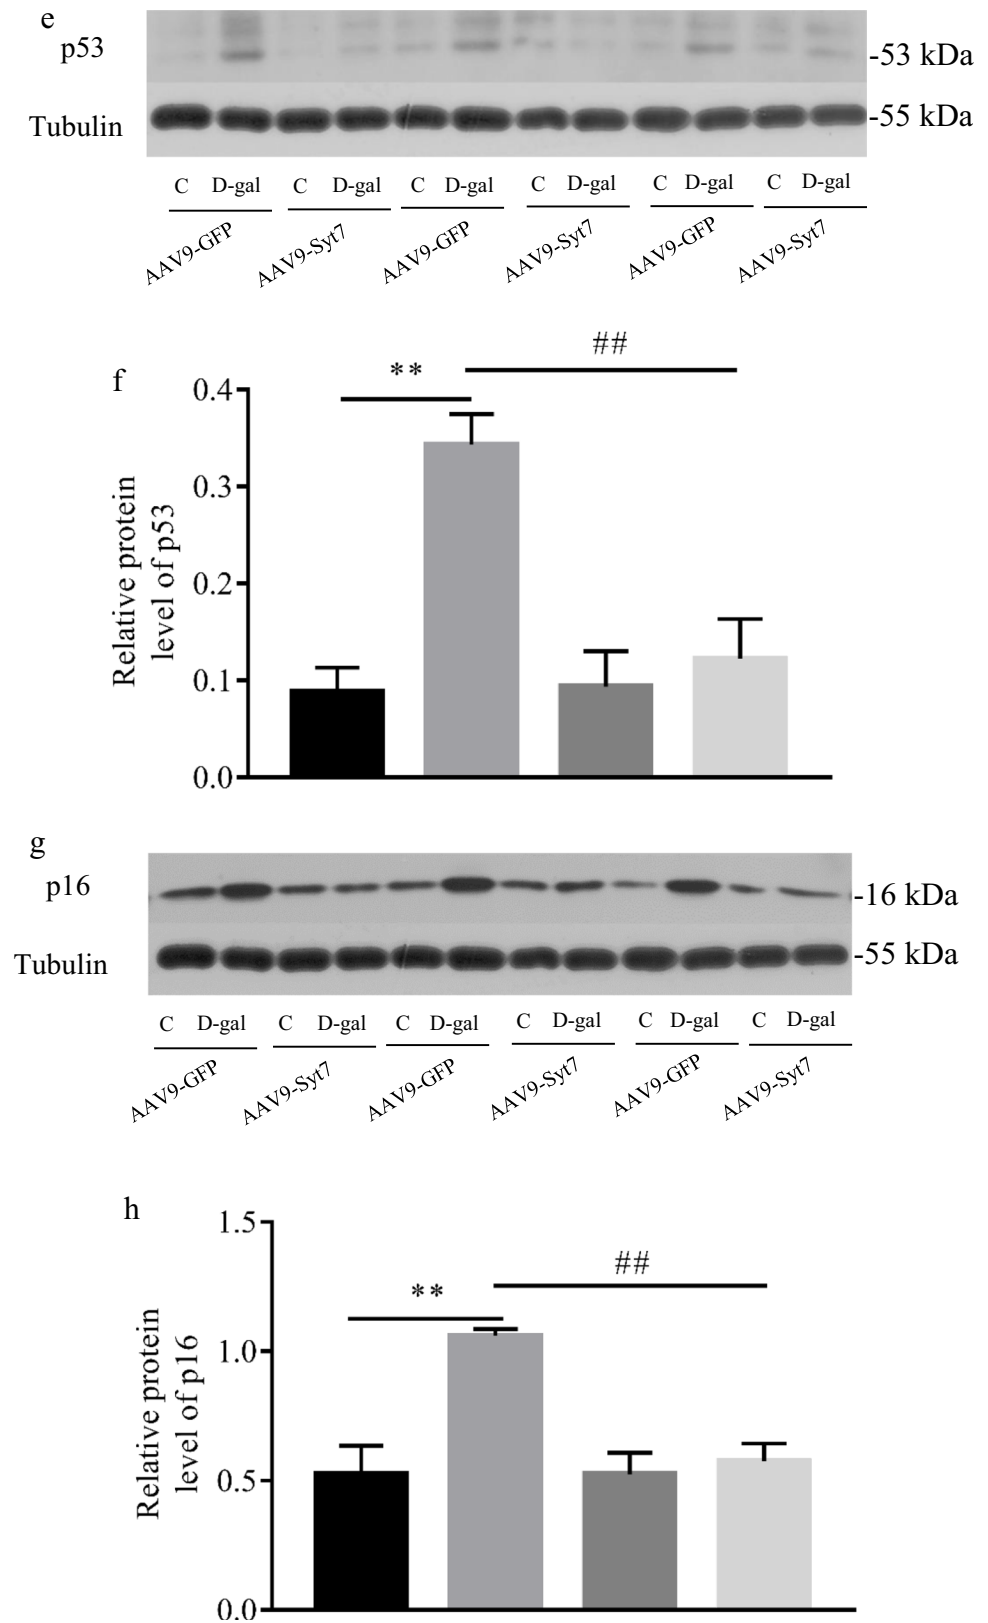 e
p53
-53 kDa
Tubulin
-55 kDa
C D-gal C D-gal C D-gal C D-gal C D-gal C D-gal
AAV9-GFP AAV9-Syt7 AAV9-GFP AAV9-Syt7 AAV9-GFP AAV9-Syt7
f
** ##
0.4
0.3
0.2
0.1
0.0
Relative protein
level of p53
g
p16
-16 kDa
Tubulin
-55 kDa
C D-gal C D-gal C D-gal C D-gal C D-gal C D-gal
AAV9-GFP AAV9-Syt7 AAV9-GFP AAV9-Syt7 AAV9-GFP AAV9-Syt7
h
** ##
1.5
1.0
0.5
0.0
Relative protein
level of p16